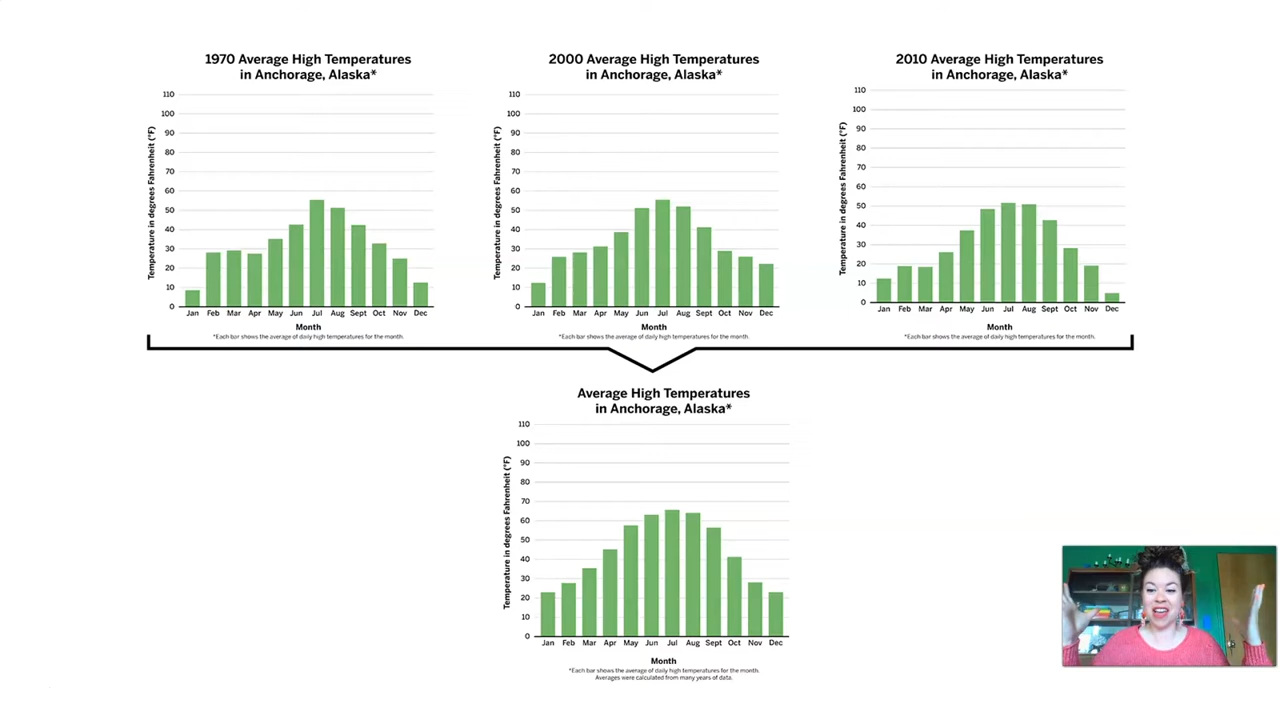 1970 Average High Temperatures
in Anchorage, Alaska*
110
100
90
80
70
60
50
40
30
20
10
0
Temperature in degrees Fahrenheit (°F)
Jan Feb Mar Apr May Jun Jul Aug Sept Oct Nov Dec
Month
*Each bar shows the average of daily high temperatures for the month.
2000 Average High Temperatures
in Anchorage, Alaska*
110
100
90
80
70
60
50
40
30
20
10
0
Temperature in degrees Fahrenheit (°F)
Jan Feb Mar Apr May Jun Jul Aug Sept Oct Nov Dec
Month
*Each bar shows the average of daily high temperatures for the month.
2010 Average High Temperatures
in Anchorage, Alaska*
110
100
90
80
70
60
50
40
30
20
10
0
Temperature in degrees Fahrenheit (°F)
Jan Feb Mar Apr May Jun Jul Aug Sept Oct Nov Dec
Month
*Each bar shows the average of daily high temperatures for the month.
Average High Temperatures
in Anchorage, Alaska*
110
100
90
80
70
60
50
40
30
20
10
0
Temperature in degrees Fahrenheit (°F)
Jan Feb Mar Apr May Jun Jul Aug Sept Oct Nov Dec
Month
*Each bar shows the average of daily high temperatures for the month.
Averages were calculated from many years of data.